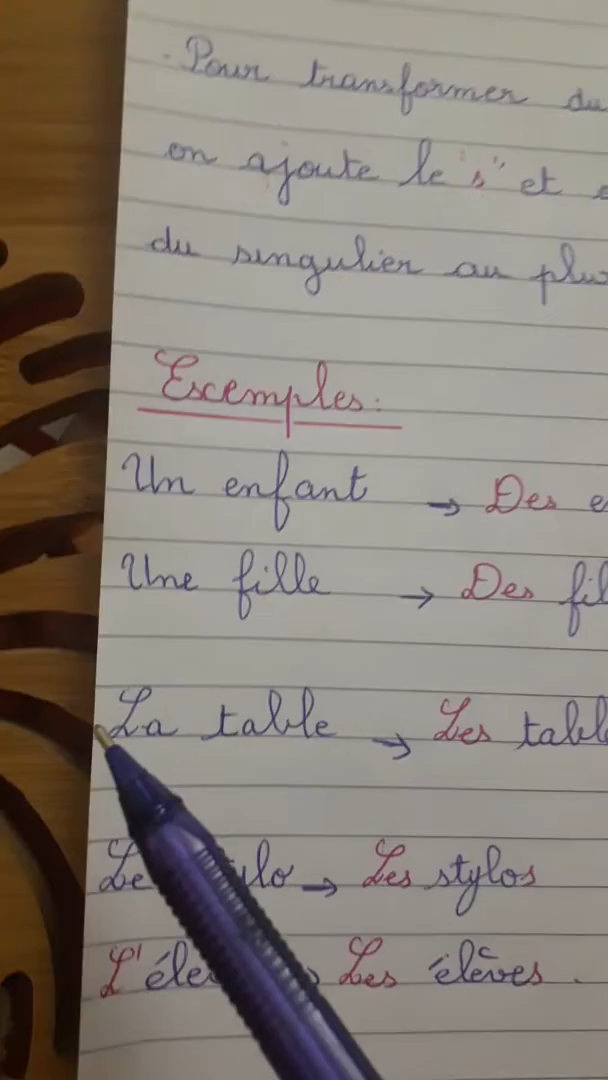 Pour transformer du
on ajoute le "s" et
du singulier au
Exemples:
Un enfant → Des
Une fille → Des
La table → Les
→ Les stylos
→ Les élèves.